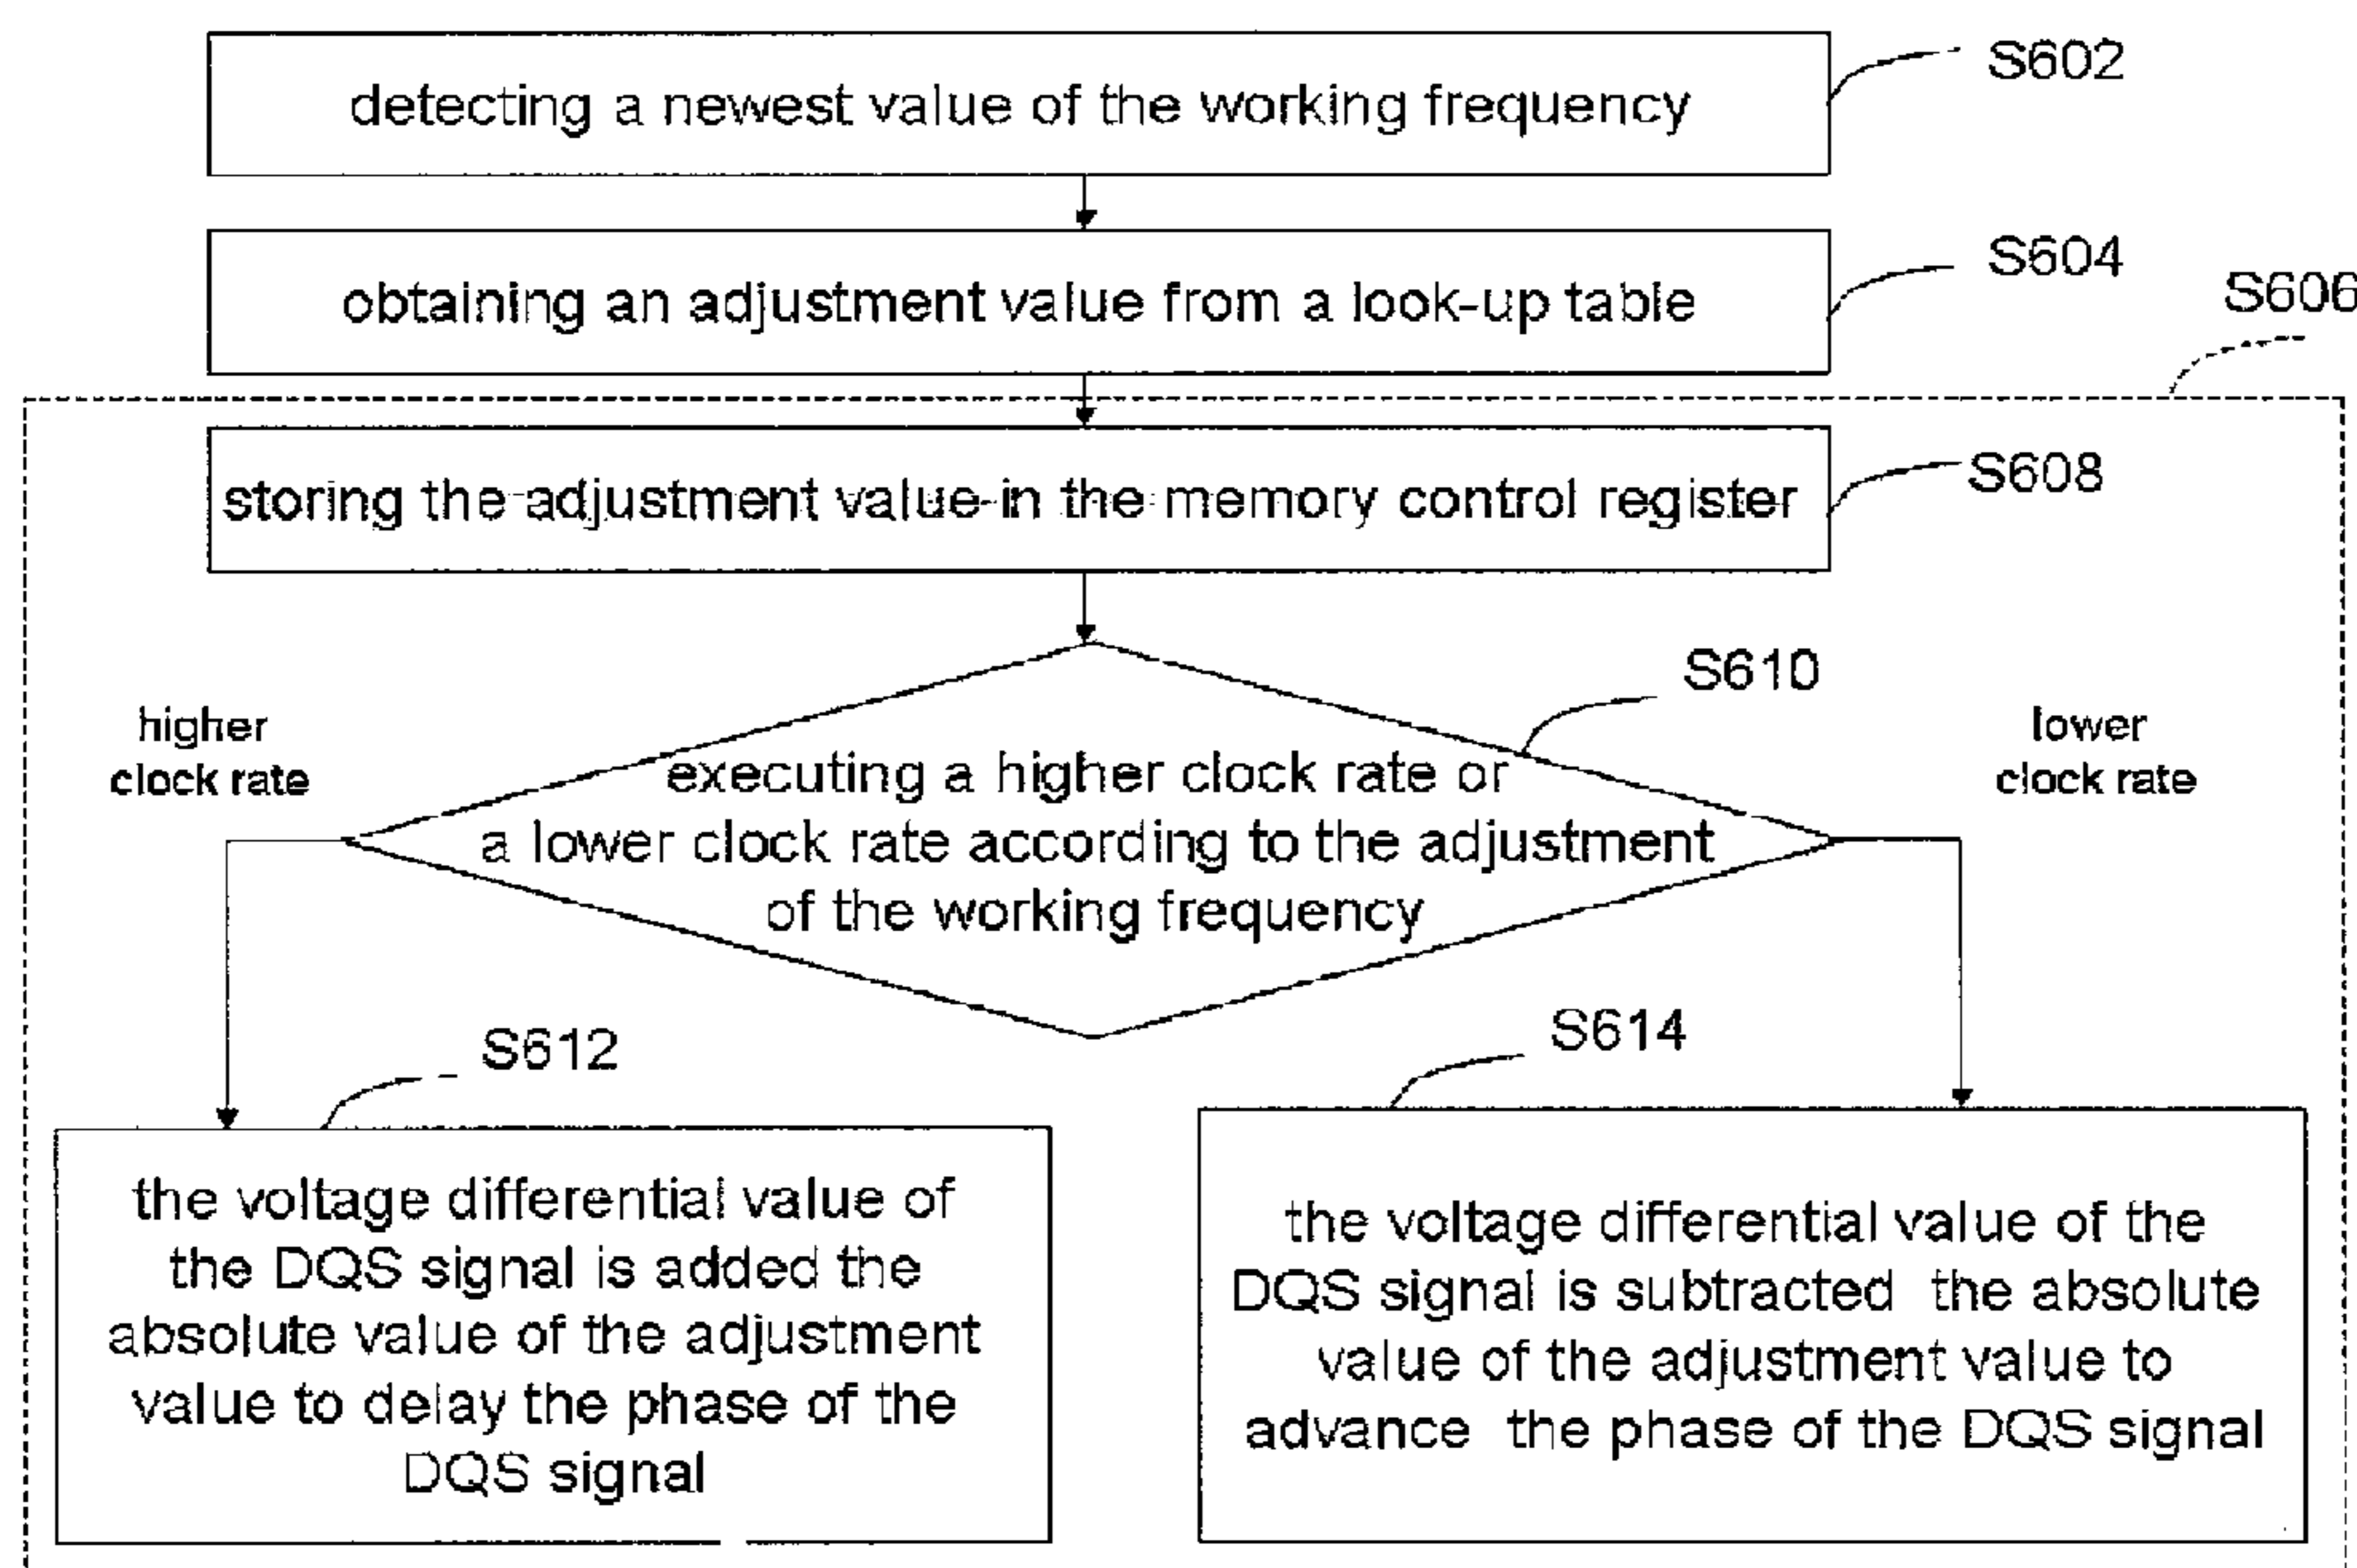 detecting a newest value of the working frequency
S602
obtaining an adjustment value from a look-up table
S604
S606
storing the adjustment value in the memory control register
S608
S610
higher
clock rate
executing a higher clock rate or
a lower clock rate according to the adjustment
of the working frequency
lower
clock rate
S612
S614
the voltage differential value of
the DQS signal is added the
absolute value of the adjustment
value to delay the phase of the
DQS signal
the voltage differential value of the
DQS signal is subtracted the absolute
value of the adjustment value to
advance the phase of the DQS signal